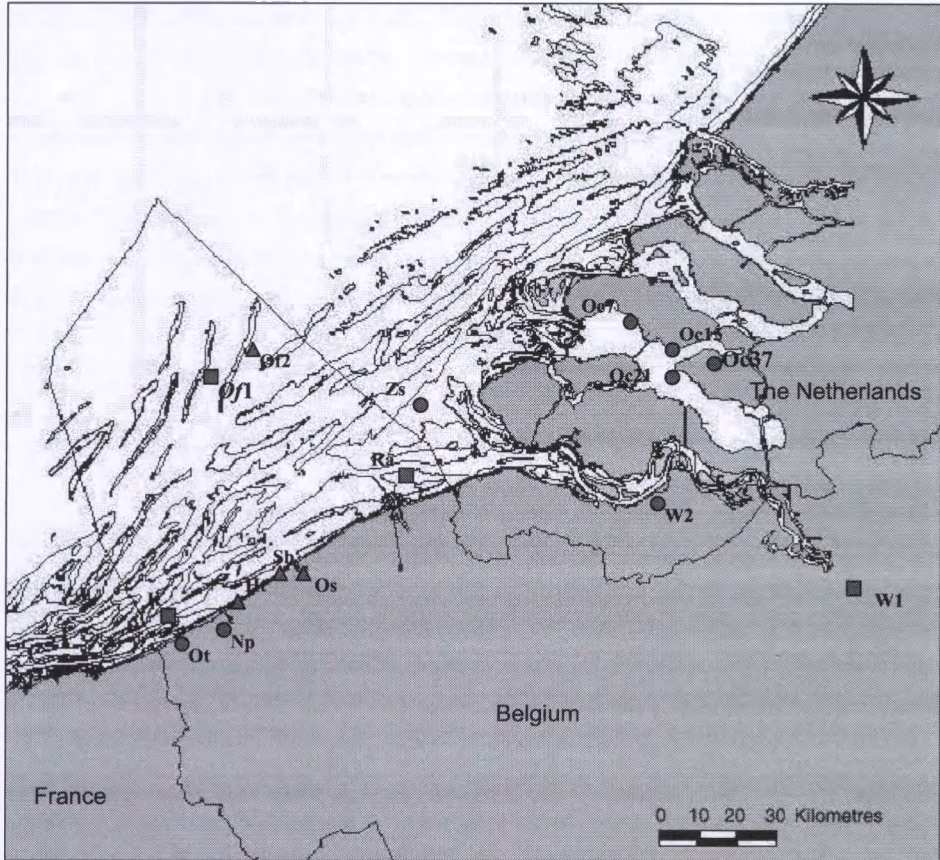 Of2
Of1
Oc7
Oc15
Oc37
Zs
Oc21
The Netherlands
Ra
W2
Sb
Os
W1
Np
Ot
Belgium
France
0 10 20 30 Kilometres